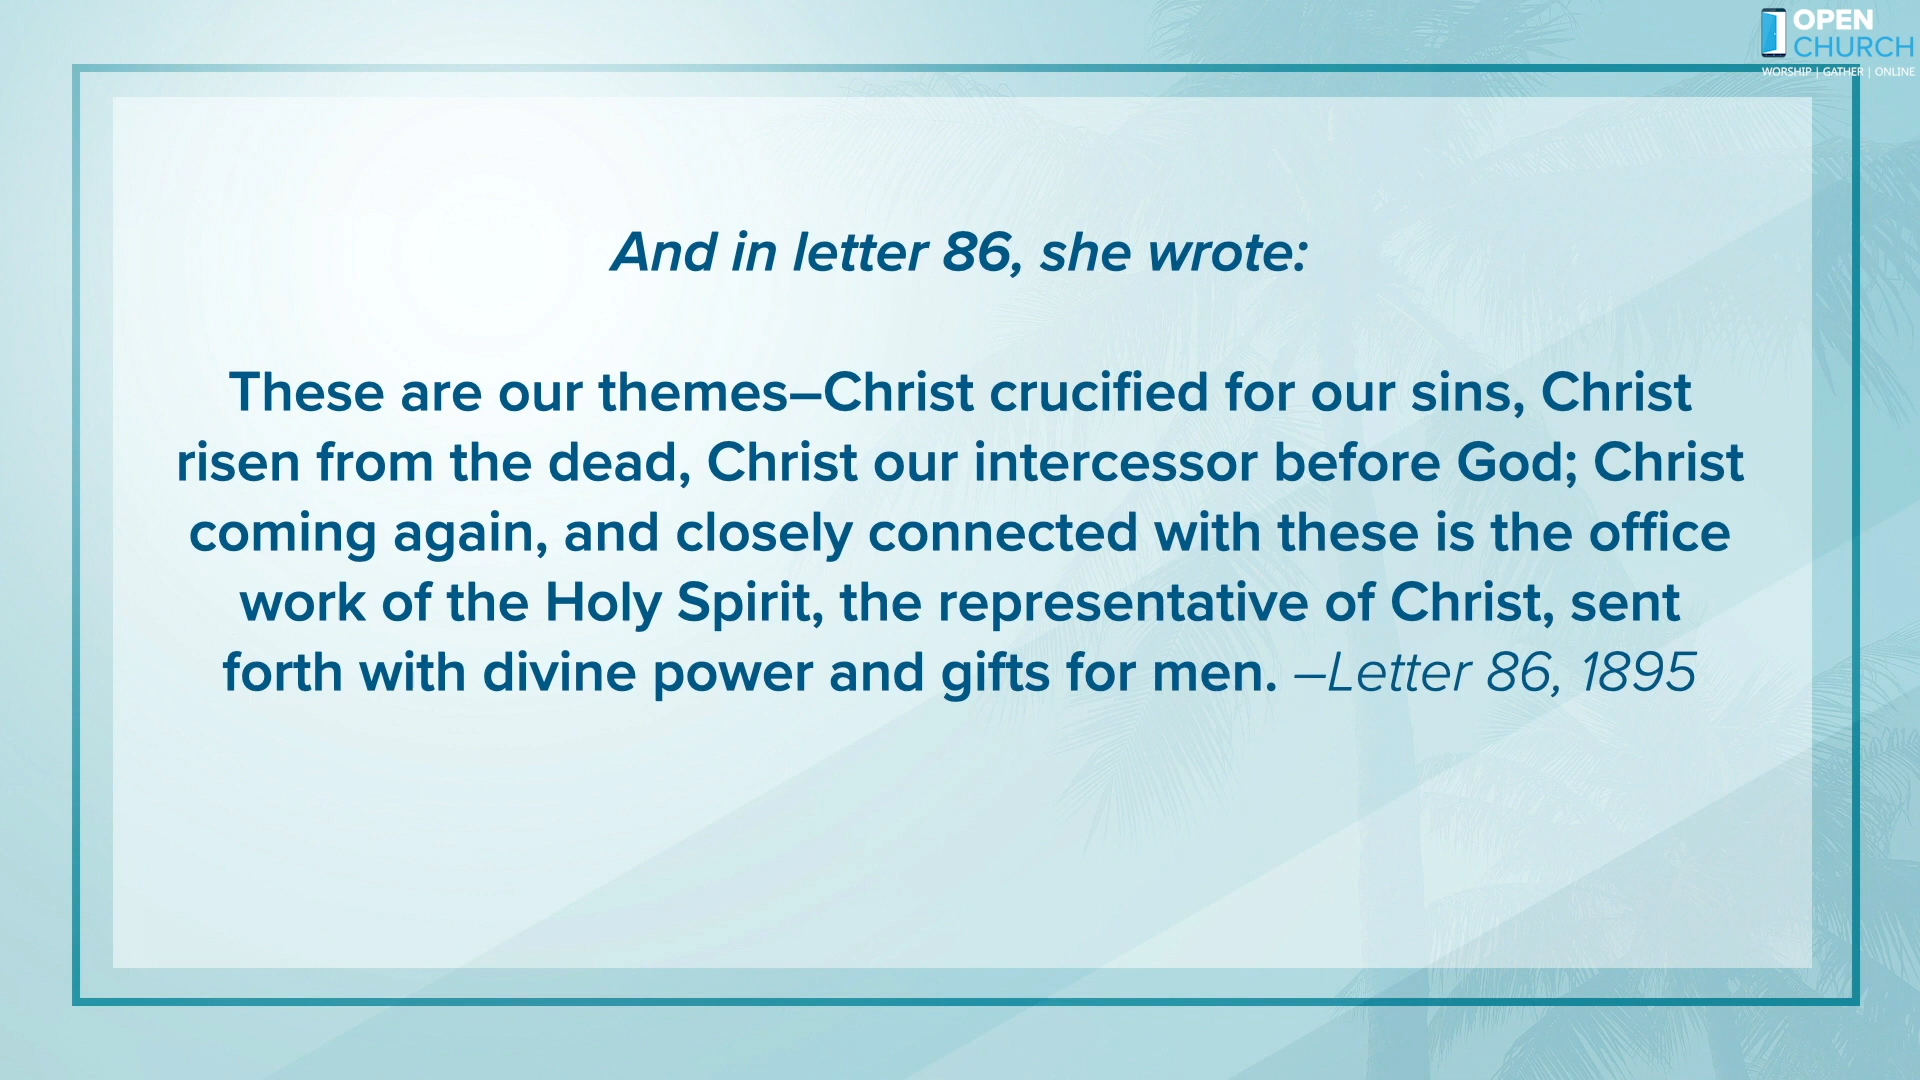 OPEN
CHURCH
WORSHIP | GATHER | ONLINE
And in letter 86, she wrote:
These are our themes–Christ crucified for our sins, Christ
risen from the dead, Christ our intercessor before God; Christ
coming again, and closely connected with these is the office
work of the Holy Spirit, the representative of Christ, sent
forth with divine power and gifts for men. –Letter 86, 1895